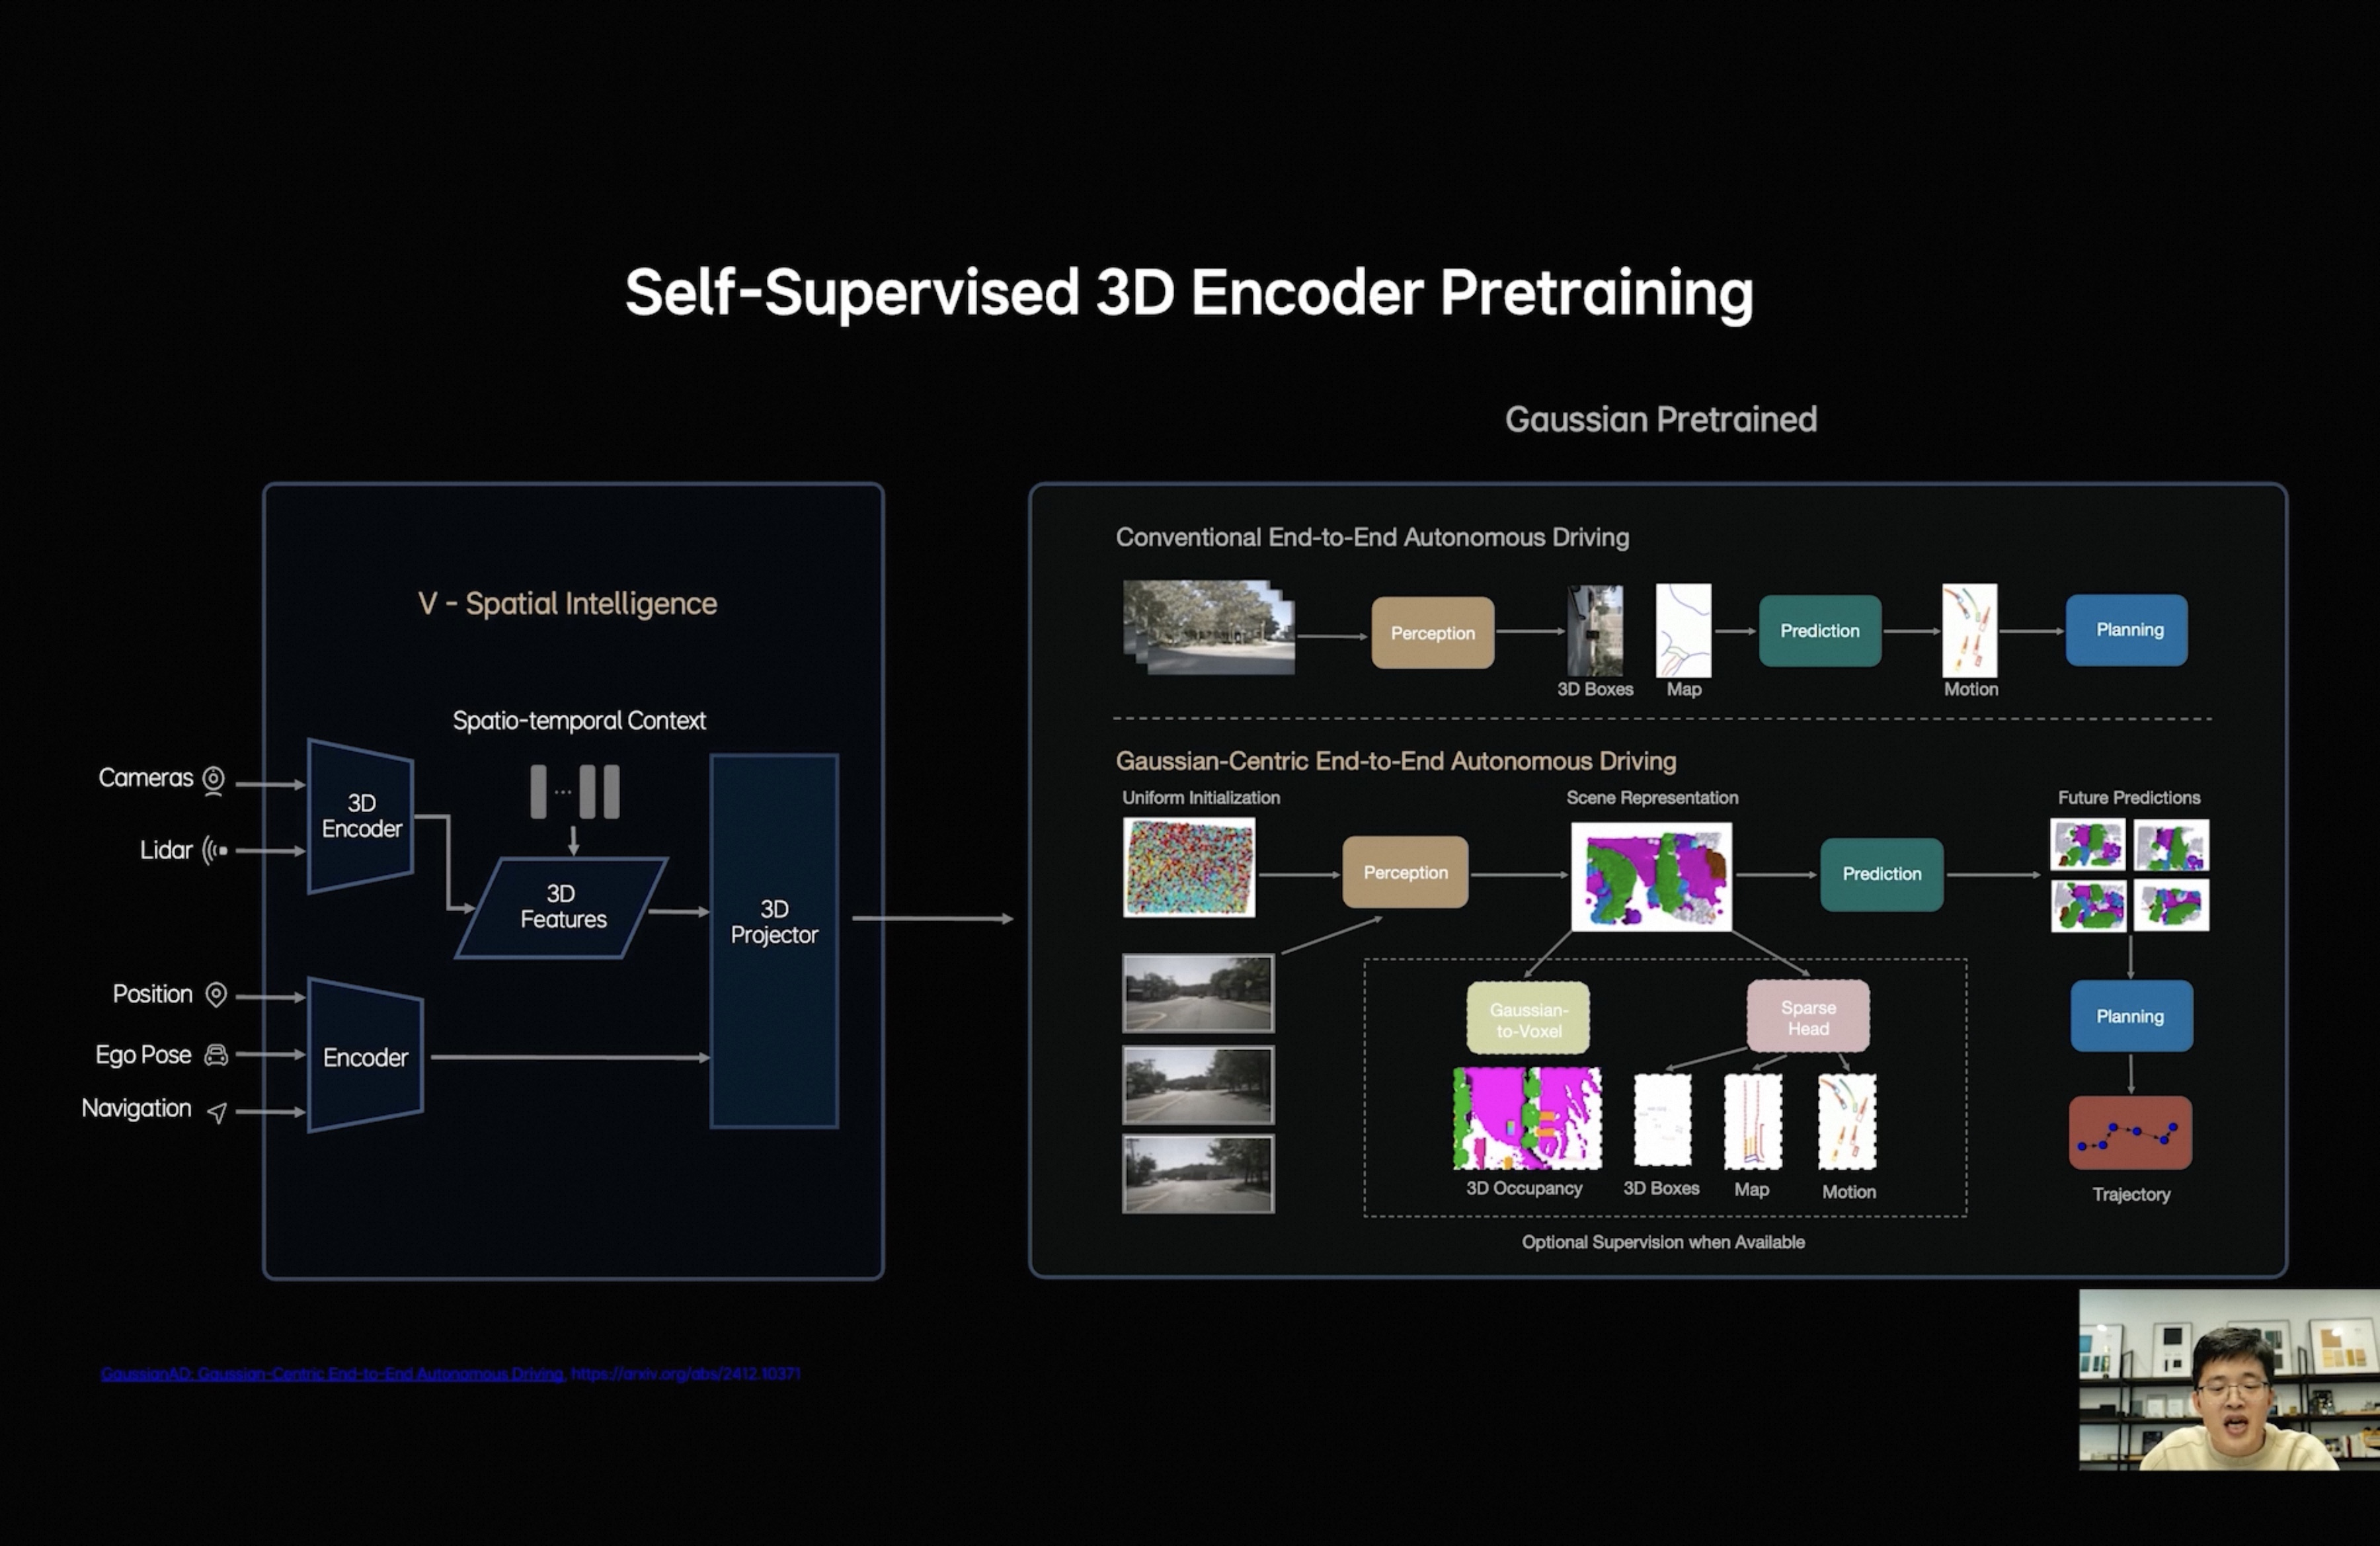 Self-Supervised 3D Encoder Pretraining
Gaussian Pretrained
V - Spatial Intelligence
Spatio-temporal Context
Cameras
Lidar
3D
Encoder
3D
Features
3D
Projector
Position
Ego Pose
Navigation
Encoder
Conventional End-to-End Autonomous Driving
Perception
3D Boxes
Map
Prediction
Motion
Planning
Gaussian-Centric End-to-End Autonomous Driving
Uniform Initialization
Scene Representation
Future Predictions
Perception
Prediction
Gaussian-
to-Voxel
Sparse
Head
Planning
3D Occupancy
3D Boxes
Map
Motion
Trajectory
Optional Supervision when Available
GaussianAD: Gaussian-Centric End-to-End Autonomous Driving, https://arxiv.org/abs/2412.10371